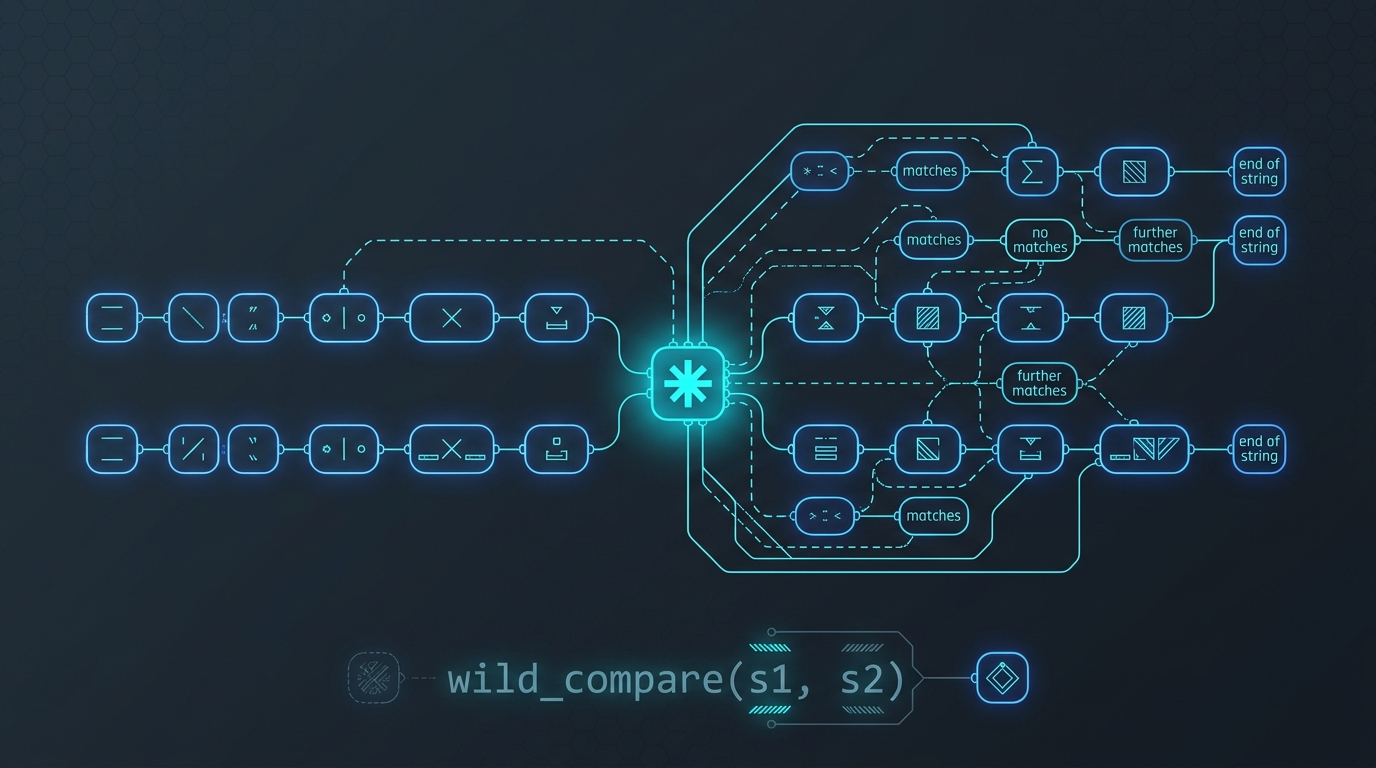 matches
end of
string
matches
no
matches
further
matches
end of
string
further
matches
end of
string
matches
wild_compare(s1, s2)